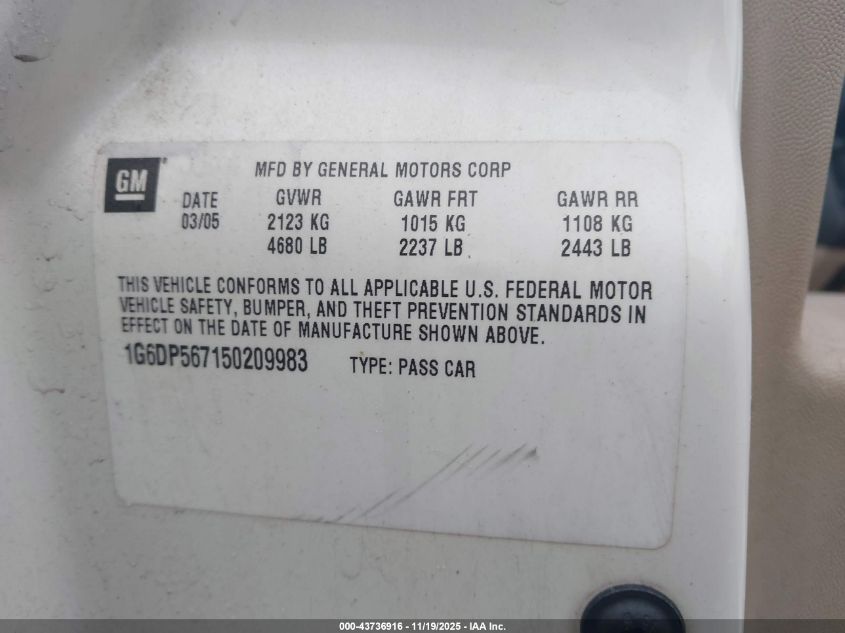 GM
MFD BY GENERAL MOTORS CORP
DATE GVWR GAWR FRT GAWR RR
03/05 2123 KG 1015 KG 1108 KG
4680 LB 2237 LB 2443 LB
THIS VEHICLE CONFORMS TO ALL APPLICABLE U.S. FEDERAL MOTOR
VEHICLE SAFETY, BUMPER, AND THEFT PREVENTION STANDARDS IN
EFFECT ON THE DATE OF MANUFACTURE SHOWN ABOVE.
1G6DP567150209983 TYPE: PASS CAR
000-43736916 - 11/19/2025 - IAA Inc.